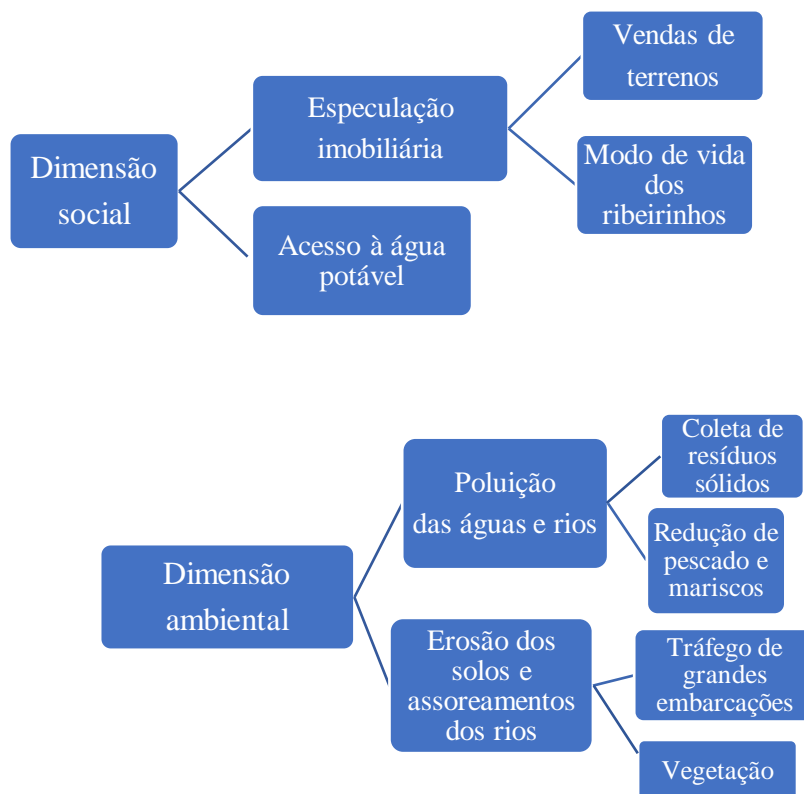 Dimensão
social
Especulação
imobiliária
Vendas de
terrenos
Modo de vida
dos
ribeirinhos
Acesso à água
potável
Dimensão
ambiental
Poluição
das águas e rios
Coleta de
resíduos
sólidos
Redução de
pescado e
mariscos
Erosão dos
solos e
assoreamentos
dos rios
Tráfego de
grandes
embarcações
Vegetação